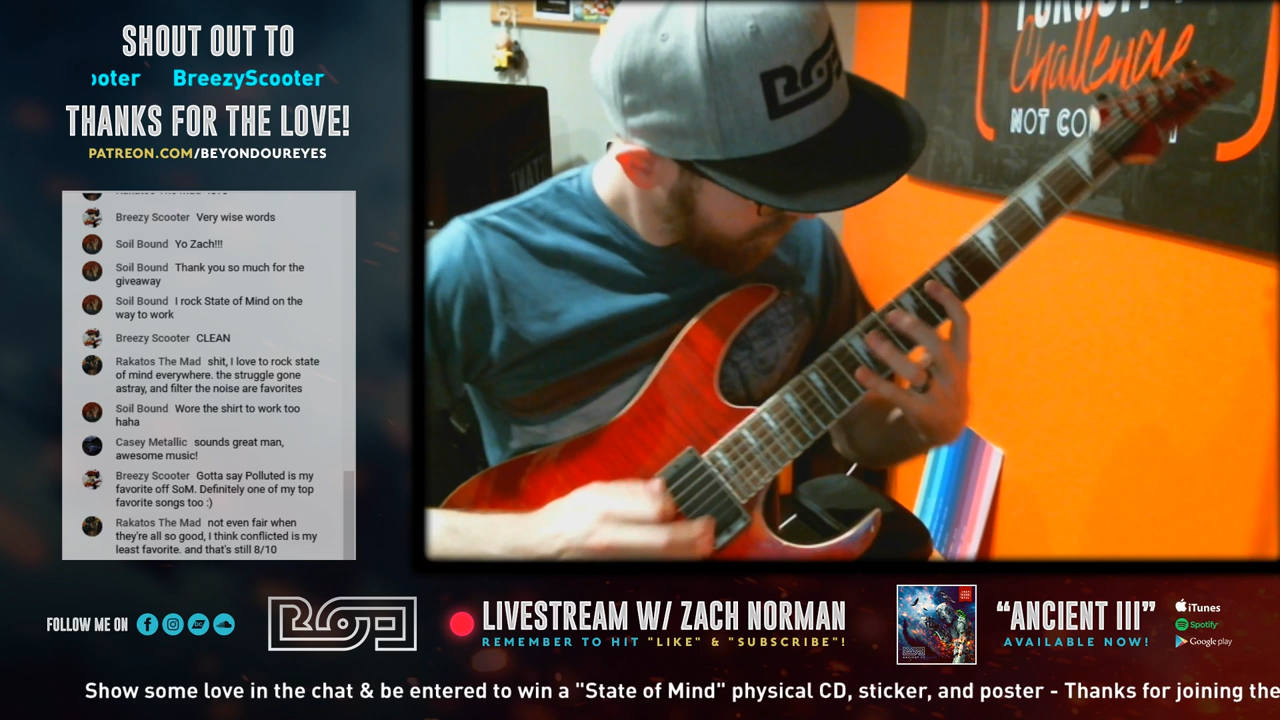 SHOUT OUT TO
oter BreezyScooter
THANKS FOR THE LOVE!
PATREON.COM/BEYONDOUREYES
Breezy Scooter Very wise words
Soil Bound Yo Zach!!!
Soil Bound Thank you so much for the
giveaway
Soil Bound I rock State of Mind on the
way to work
Breezy Scooter CLEAN
Rakatos The Mad shit, I love to rock state
of mind everywhere. the struggle gone
astray, and filter the noise are favorites
Soil Bound Wore the shirt to work too
haha
Casey Metallic sounds great man,
awesome music!
Breezy Scooter Gotta say Polluted is my
favorite off SoM. Definitely one of my top
favorite songs too :)
Rakatos The Mad not even fair when
they're all so good, I think conflicted is my
least favorite. and that's still 8/10
Challenge
NOT CO
FOLLOW ME ON
BOE
LIVESTREAM W/ ZACH NORMAN
REMEMBER TO HIT "LIKE" & "SUBSCRIBE"!
"ANCIENT III"
AVAILABLE NOW!
iTunes
Spotify
Google play
Show some love in the chat & be entered to win a "State of Mind" physical CD, sticker, and poster - Thanks for joining the